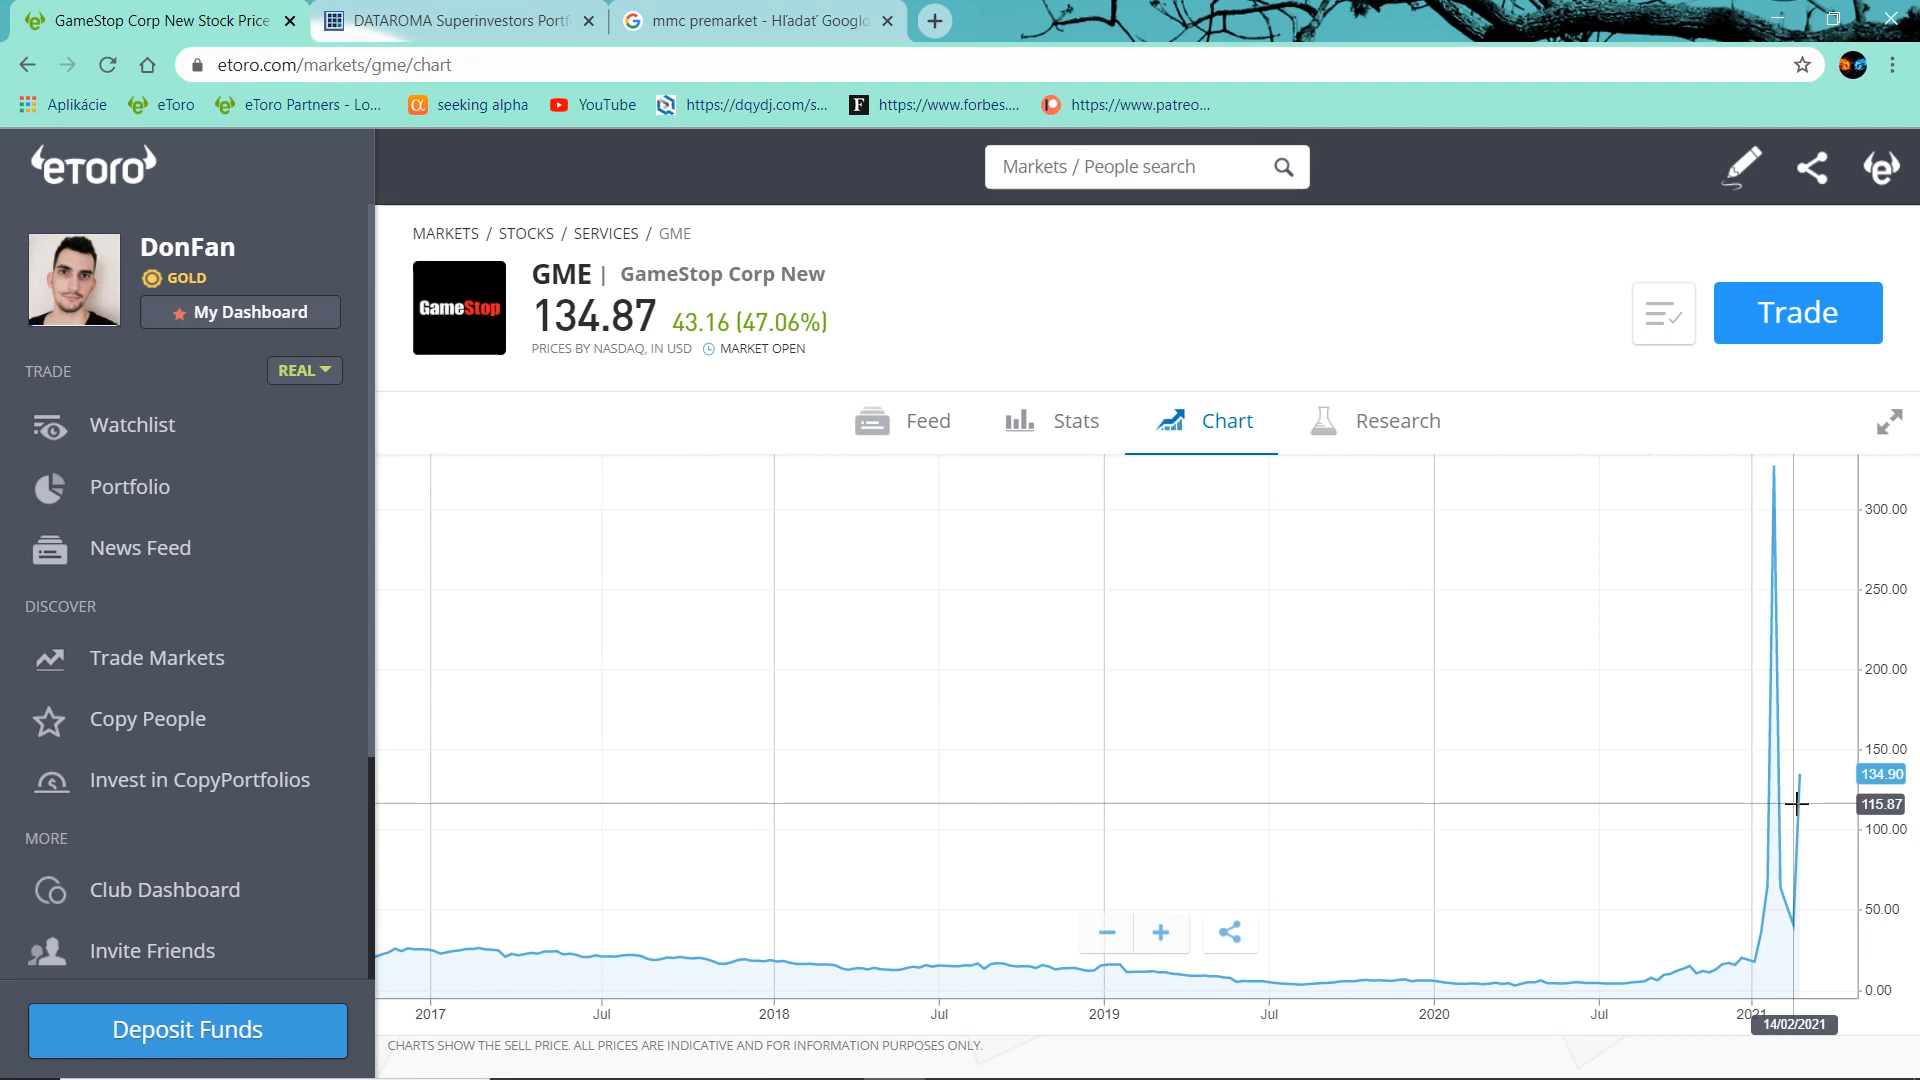 GameStop Corp New Stock Price
DATAROMA Superinvestors Portf
mmc premarket - Hľadať Googlo
etoro.com/markets/gme/chart
Aplikácie
eToro
eToro Partners - Lo...
seeking alpha
YouTube
https://dqydj.com/s...
https://www.forbes....
https://www.patreo...
eTORO
Markets / People search
DonFan
GOLD
My Dashboard
TRADE
REAL
Watchlist
Portfolio
News Feed
DISCOVER
Trade Markets
Copy People
Invest in CopyPortfolios
MORE
Club Dashboard
Invite Friends
Deposit Funds
MARKETS / STOCKS / SERVICES / GME
GameStop
GME | GameStop Corp New
134.87 43.16 (47.06%)
PRICES BY NASDAQ, IN USD MARKET OPEN
Trade
Feed
Stats
Chart
Research
300.00
250.00
200.00
150.00
134.90
115.87
100.00
50.00
0.00
2017 Jul 2018 Jul 2019 Jul 2020 Jul 2021
14/02/2021
CHARTS SHOW THE SELL PRICE. ALL PRICES ARE INDICATIVE AND FOR INFORMATION PURPOSES ONLY.